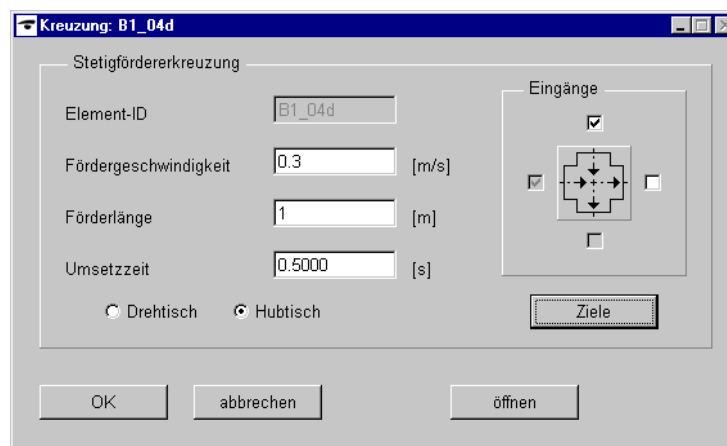 Kreuzung: B1_04d
Stetigfördererkreuzung
Eingänge
Element-ID B1_04d
Fördergeschwindigkeit 0.3 [m/s]
Förderlänge 1 [m]
Umsetzzeit 0.5000 [s]
Drehtisch Hubtisch Ziele
OK abbrechen öffnen